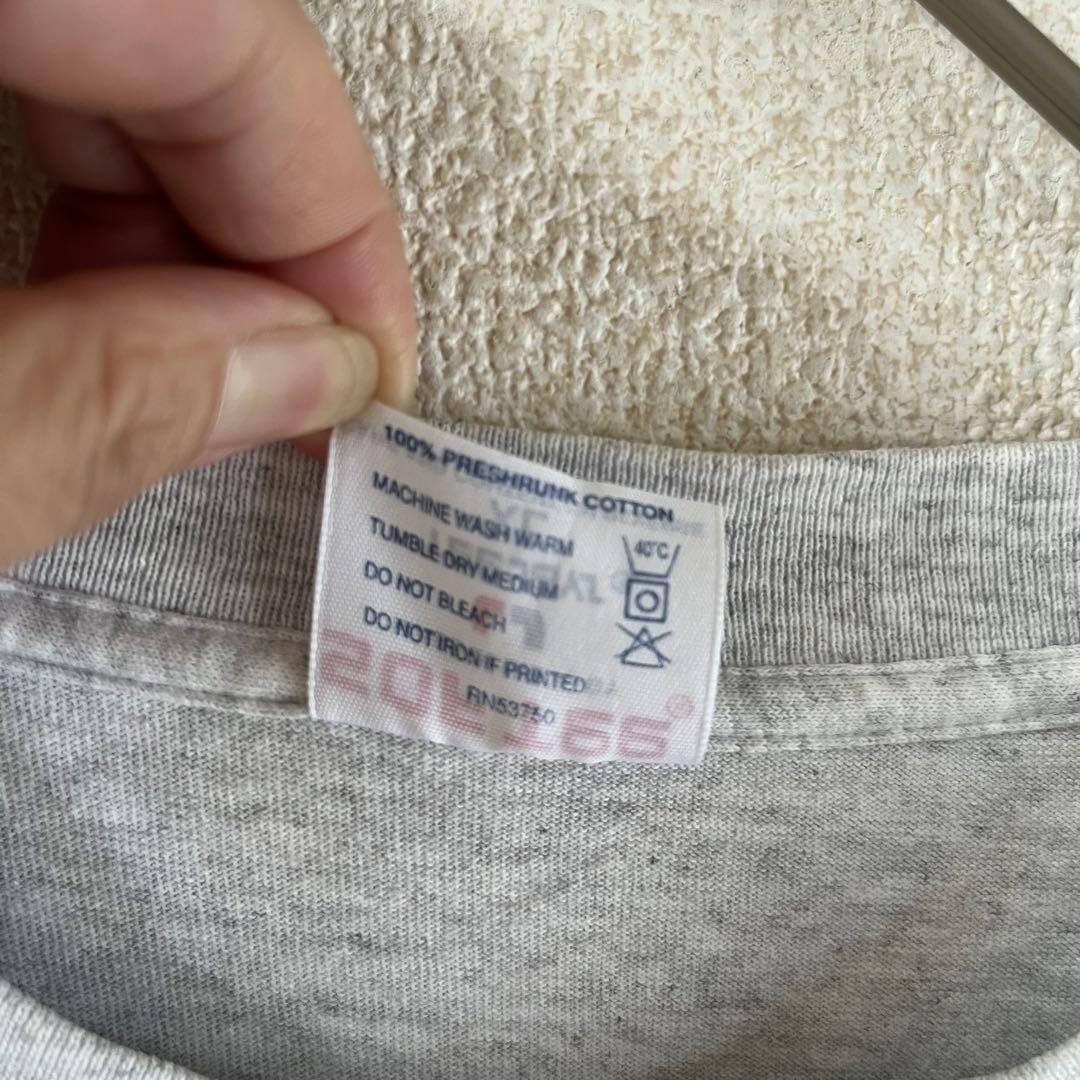 100% PRESHRUNK COTTON
MACHINE WASH WARM
TUMBLE DRY MEDIUM
DO NOT BLEACH
DO NOT IRON IF PRINTED
RN53750
40°C